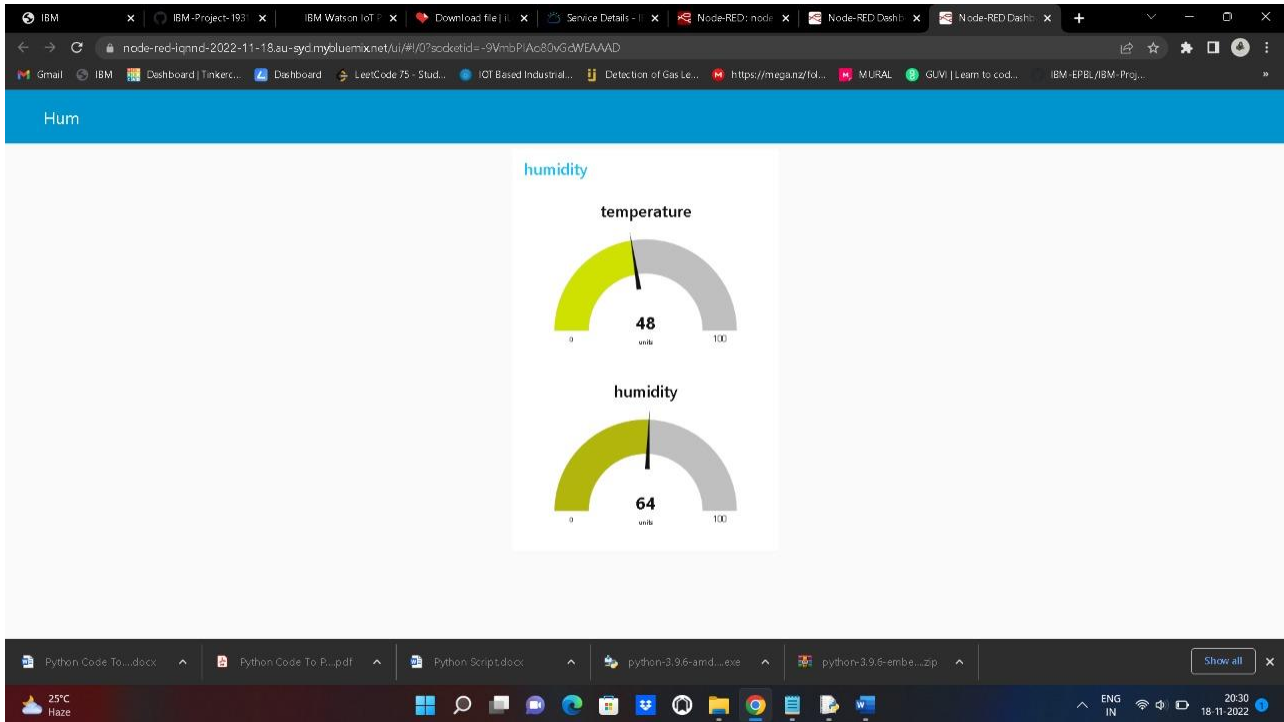 IBM
IBM-Project-1931
IBM Watson IoT P
Download file | iL
Service Details - I
Node-RED: node
Node-RED Dashb
Node-RED Dashb
node-red-iqnnd-2022-11-18.au-syd.mybluemix.net/ui/#!/0?socketid=-9VmbPIAo80vGdWEAAAD
Gmail
IBM
Dashboard | Tinkerc...
Dashboard
LeetCode 75 - Stud...
IOT Based Industrial...
Detection of Gas Le...
https://mega.nz/fol...
MURAL
GUVI | Learn to cod...
IBM-EPBL/IBM-Proj...
Hum
humidity
temperature
48
units
0
100
humidity
64
units
0
100
Python Code To....docx
Python Code To P....pdf
Python Script.docx
python-3.9.6-amd....exe
python-3.9.6-embe....zip
Show all
25°C
Haze
ENG
IN
20:30
18-11-2022
1